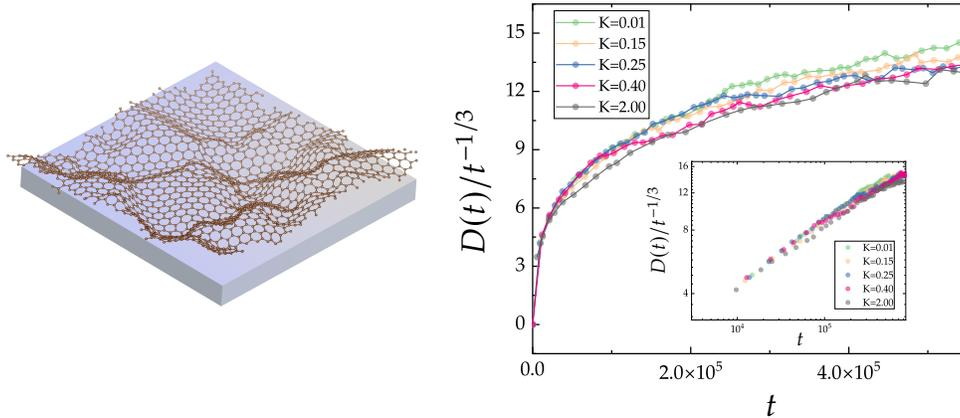 15
12
9
6
3
0
D(t)/t^{-1/3}
K=0.01
K=0.15
K=0.25
K=0.40
K=2.00
0.0
2.0×10^5
4.0×10^5
t
16
12
8
4
D(t)/t^{-1/3}
K=0.01
K=0.15
K=0.25
K=0.40
K=2.00
10^4
10^5
t